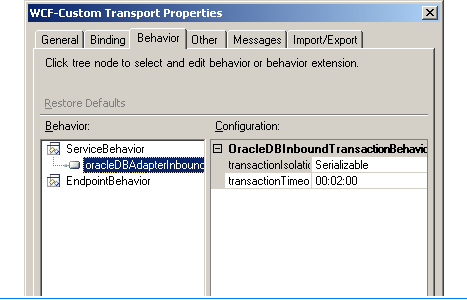 WCF-Custom Transport Properties
General Binding Behavior Other Messages Import/Export
Click tree node to select and edit behavior or behavior extension.
Restore Defaults
Behavior: Configuration:
ServiceBehavior
oracleDBAdapterInbound
EndpointBehavior
OracleDBInboundTransactionBehavio
transactionIsolatic Serializable
transactionTimeo 00:02:00